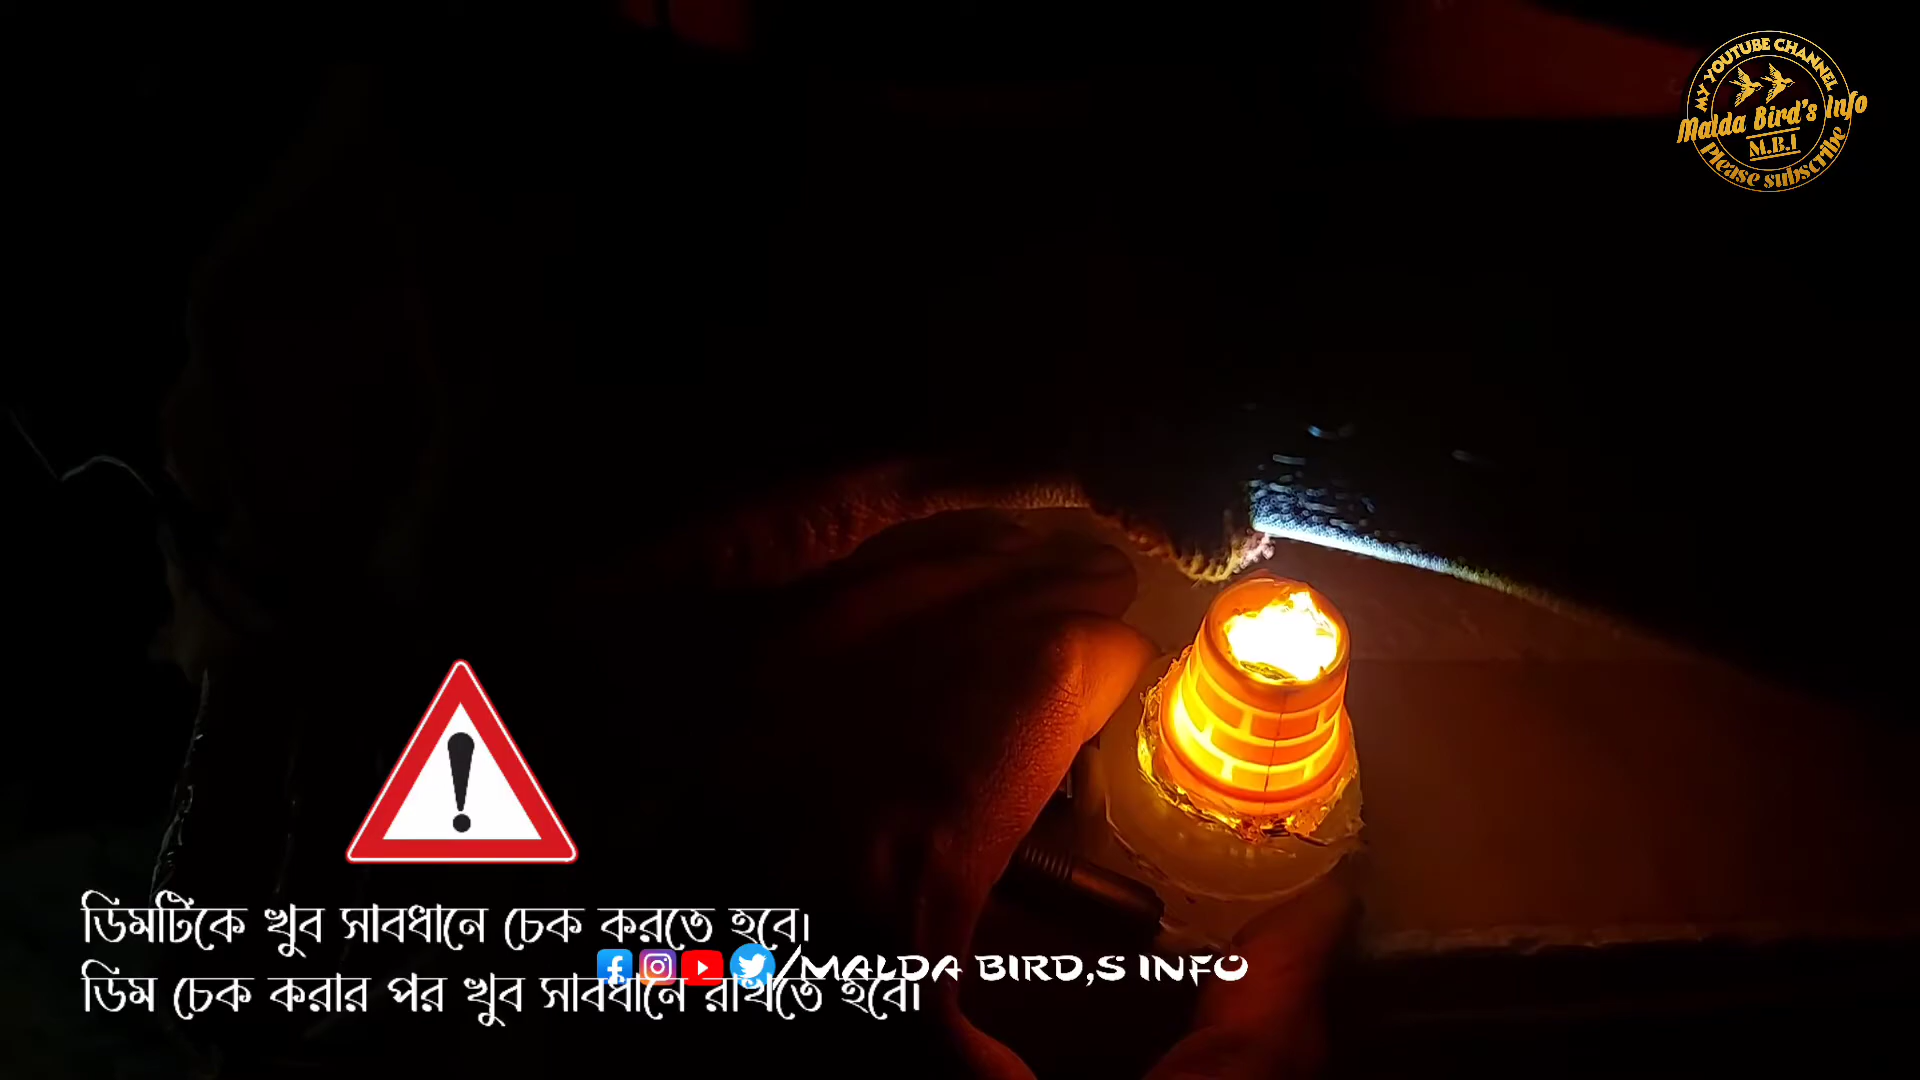 MY YOUTUBE CHANNEL
Malda Bird's Info
M.B.I
Please subscribe
ডিমটিকে খুব সাবধানে চেক করতে হবে।
/MALDA BIRD,S INFO
ডিম চেক করার পর খুব সাবধানে রাখতে হবে।